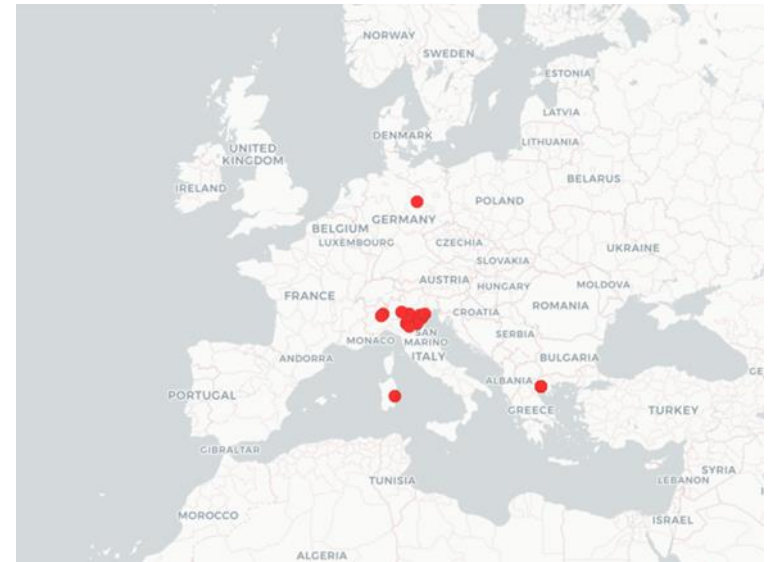 NORWAY
SWEDEN
ESTONIA
LATVIA
DENMARK
LITHUANIA
UNITED
KINGDOM
BELARUS
IRELAND
POLAND
GERMANY
BELGIUM
LUXEMBOURG
CZECHIA
UKRAINE
SLOVAKIA
AUSTRIA
HUNGARY
MOLDOVA
FRANCE
ROMANIA
CROATIA
SAN
MARINO
SERBIA
MONACO
ITALY
ANDORRA
BULGARIA
ALBANIA
PORTUGAL
GREECE
TURKEY
GIBRALTAR
SYRIA
TUNISIA
LEBANON
MOROCCO
ISRAEL
ALGERIA